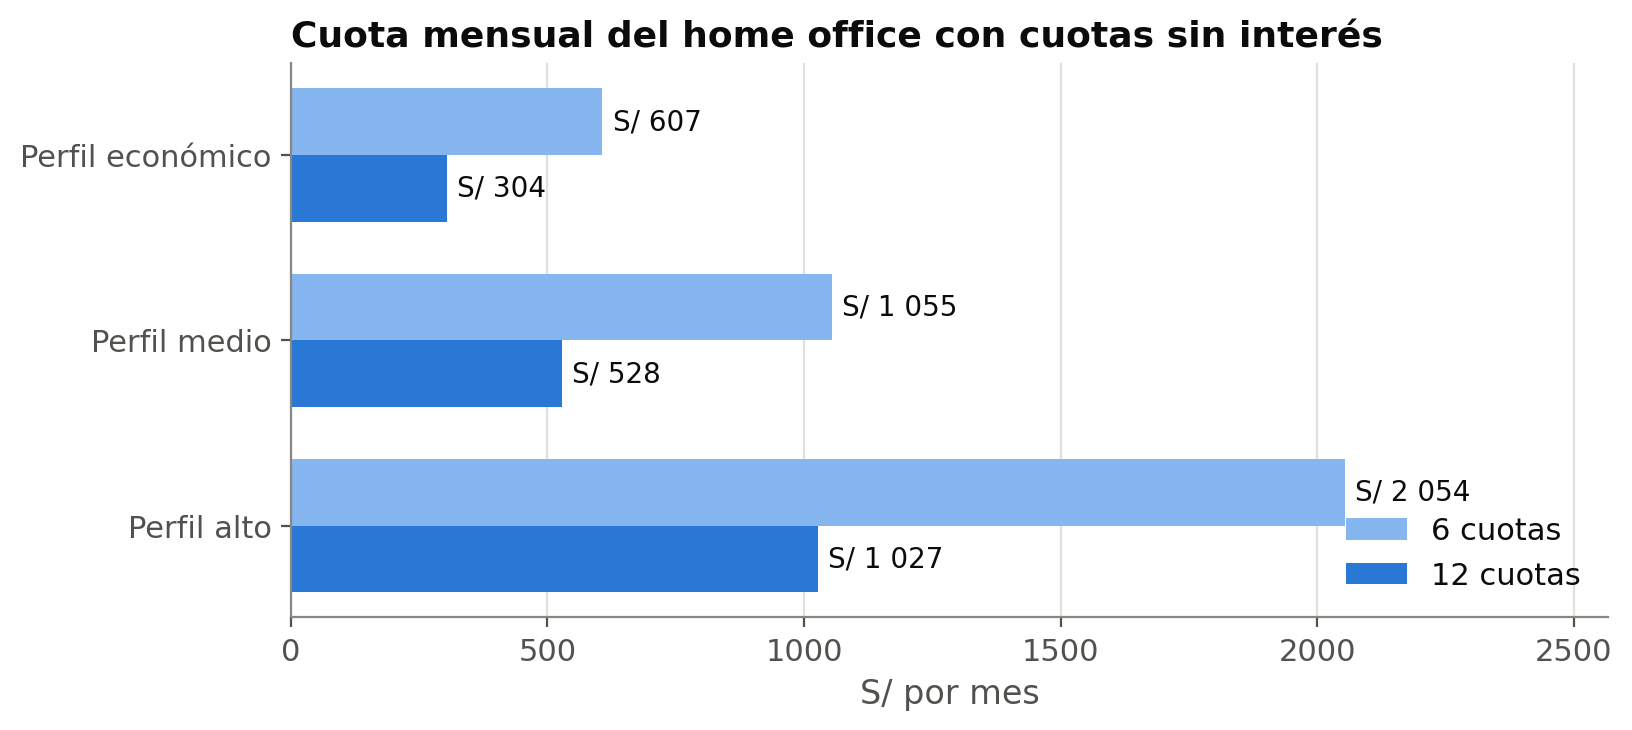 Cuota mensual del home office con cuotas sin interés
Perfil económico
S/ 607
S/ 304
Perfil medio
S/ 1 055
S/ 528
Perfil alto
S/ 2 054
S/ 1 027
6 cuotas
12 cuotas
0 500 1000 1500 2000 2500
S/ por mes